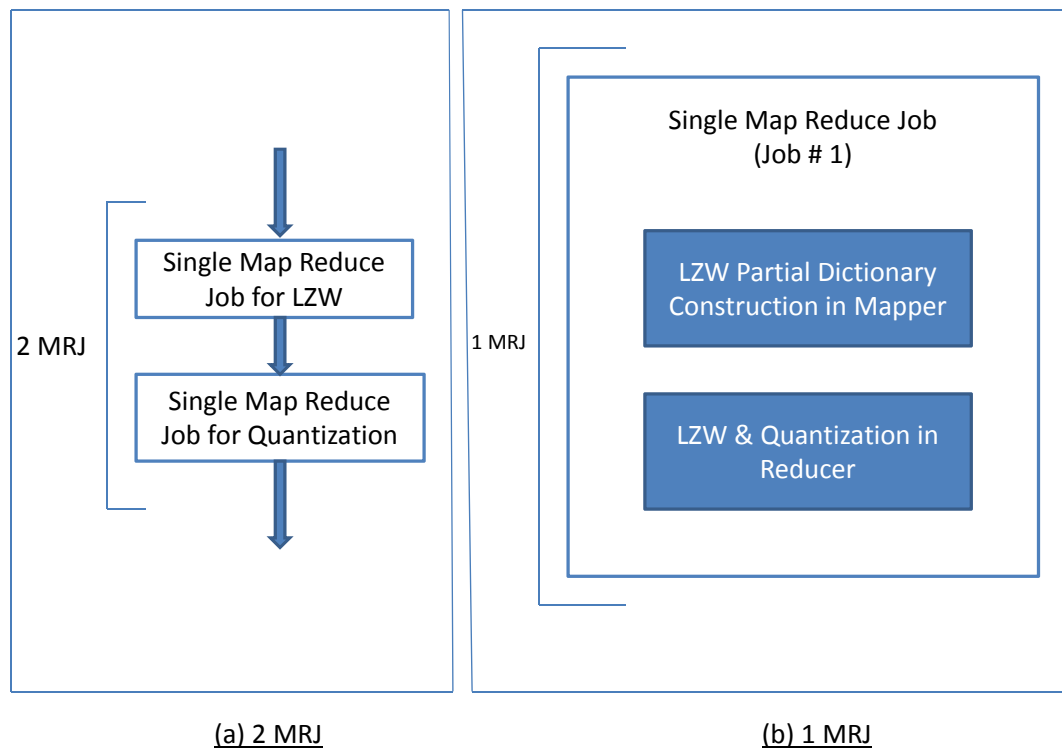 Single Map Reduce
Job for LZW
2 MRJ
Single Map Reduce
Job for Quantization
(a) 2 MRJ
Single Map Reduce Job
(Job # 1)
LZW Partial Dictionary
Construction in Mapper
1 MRJ
LZW & Quantization in
Reducer
(b) 1 MRJ